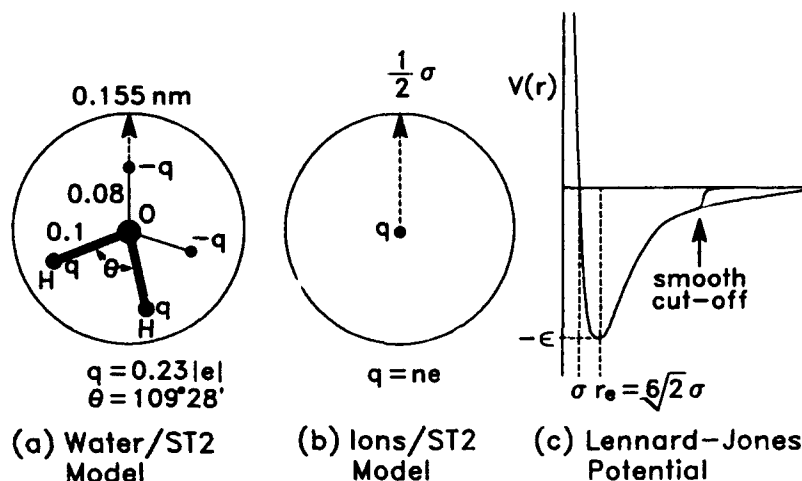 0.155 nm
-q
0.08
O
0.1
-q
H q
θ
q
H
q = 0.23 |e|
θ = 109°28'
(a) Water/ST2
Model
1/2 σ
q
q = ne
(b) Ions/ST2
Model
V(r)
smooth
cut-off
-ϵ
σ r_e = 6√2 σ
(c) Lennard-Jones
Potential